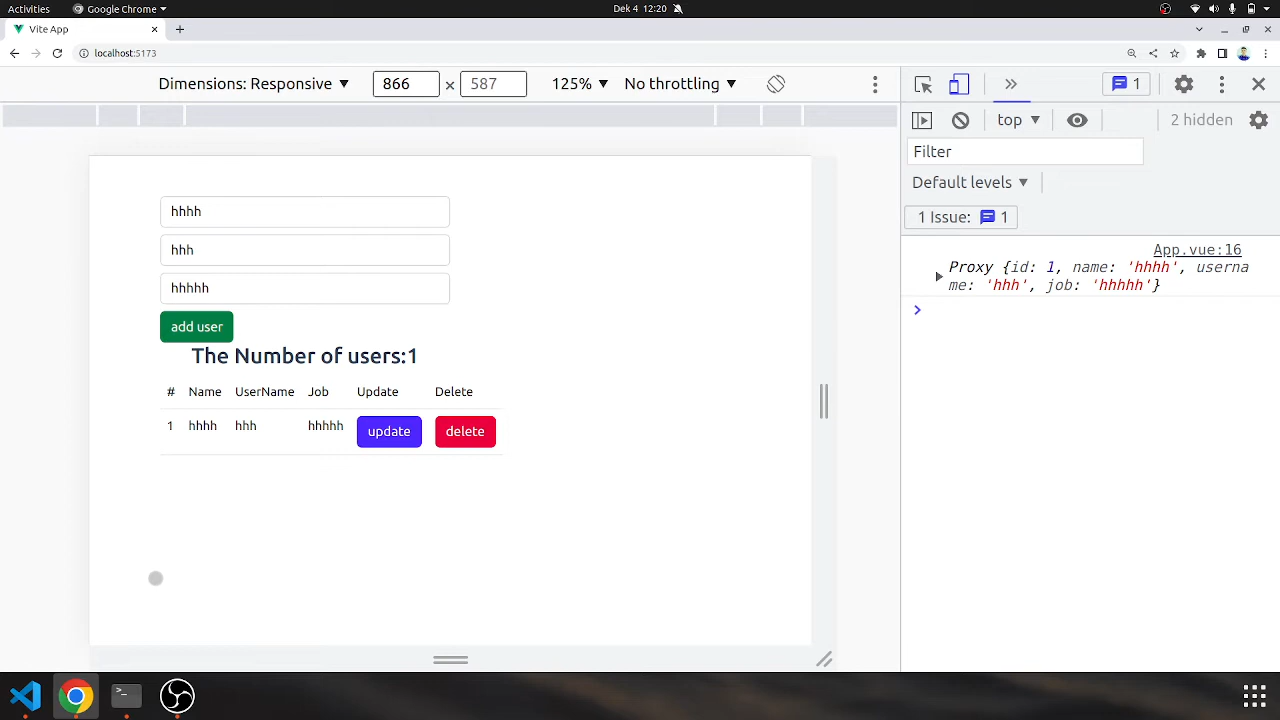 Activities Google Chrome Dek 4 12:20
Vite App
localhost:5173
Dimensions: Responsive 866 × 587 125% No throttling
1
top 2 hidden
Filter
Default levels
1 Issue: 1
App.vue:16
Proxy {id: 1, name: 'hhhh', userna
me: 'hhh', job: 'hhhhh'}
hhhh
hhh
hhhhh
add user
The Number of users:1
# Name UserName Job Update Delete
1 hhhh hhh hhhhh update delete